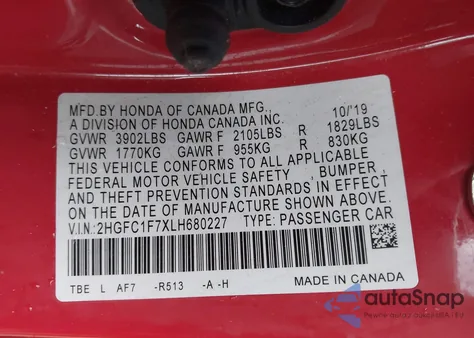 MFD.BY HONDA OF CANADA MFG., 10/'19
A DIVISION OF HONDA CANADA INC.
GVWR 3902LBS GAWR F 2105LBS R 1829LBS
GVWR 1770KG GAWR F 955KG R 830KG
THIS VEHICLE CONFORMS TO ALL APPLICABLE
FEDERAL MOTOR VEHICLE SAFETY , BUMPER ,
AND THEFT PREVENTION STANDARDS IN EFFECT
ON THE DATE OF MANUFACTURE SHOWN ABOVE.
V.I.N:2HGFC1F7XLH680227 TYPE: PASSENGER CAR
TBE L AF7 -R513 -A -H MADE IN CANADA
autoSnap